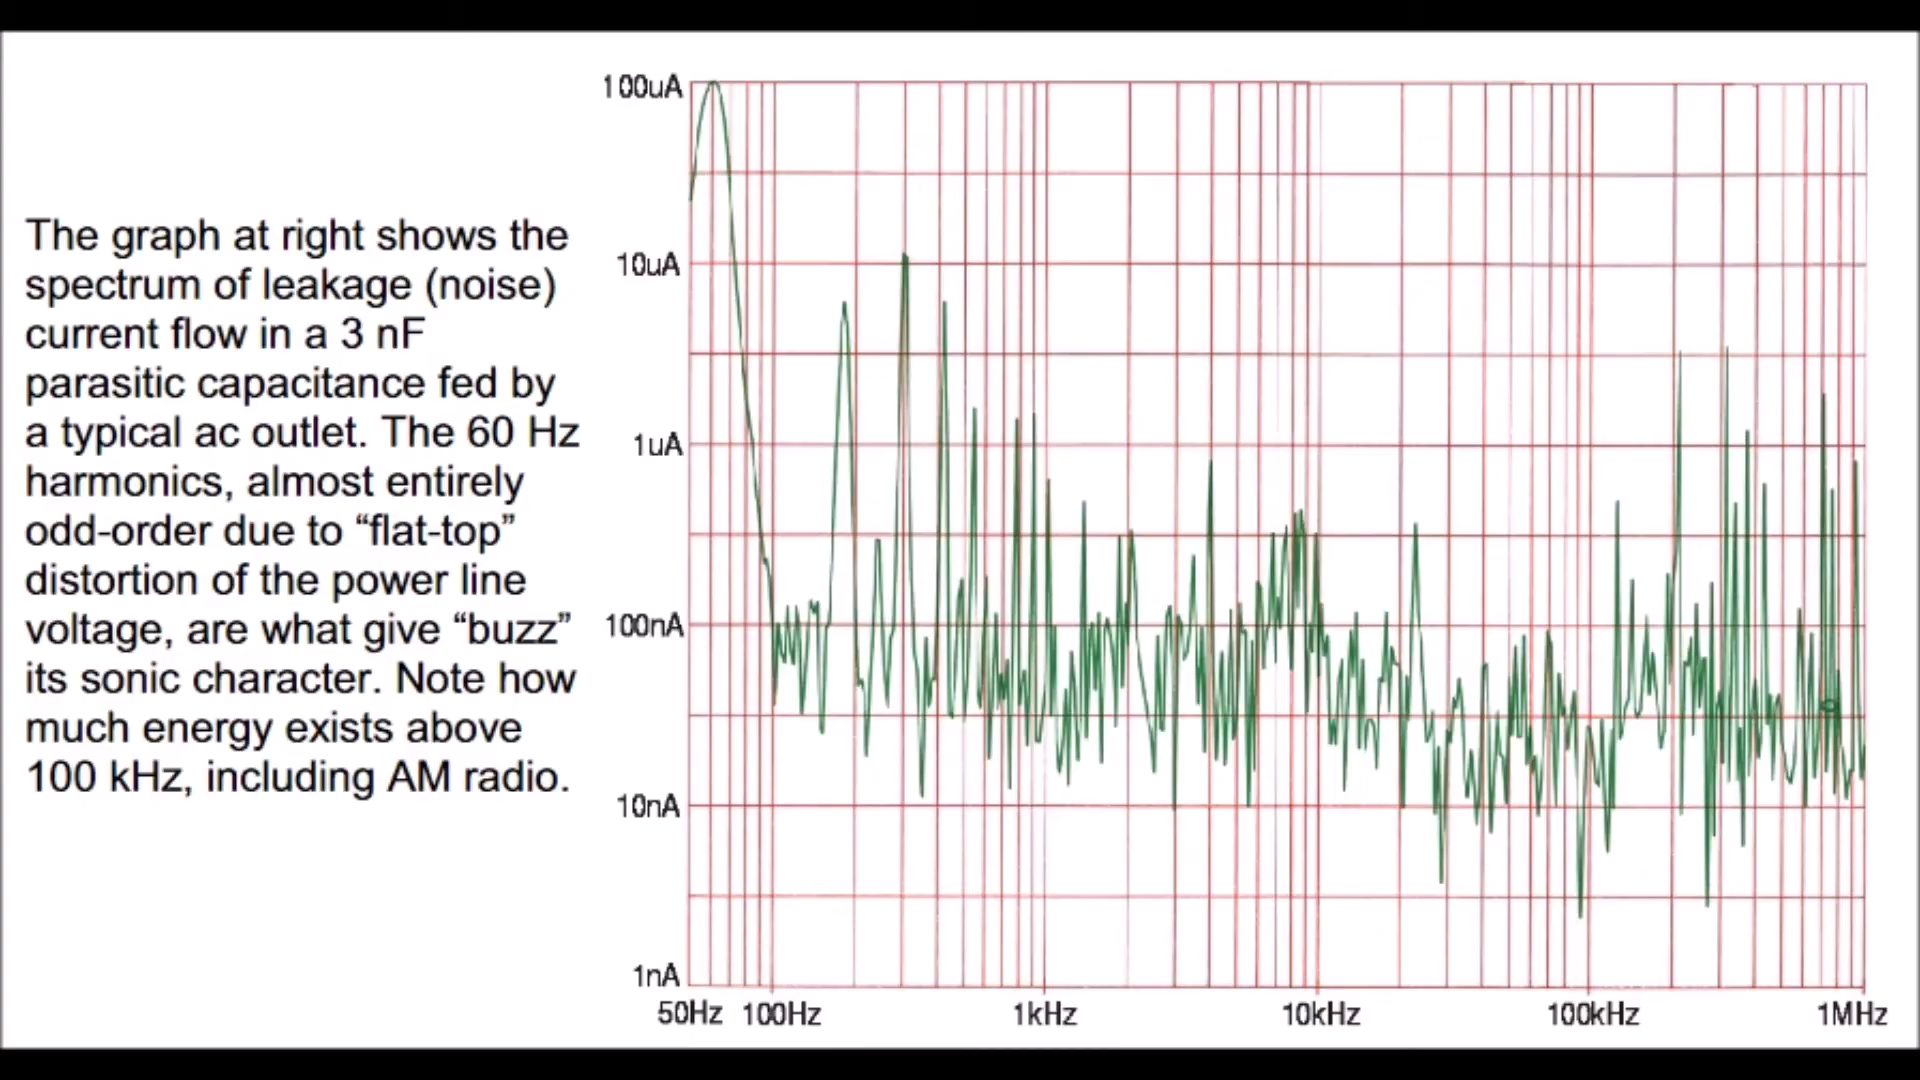 The graph at right shows the
spectrum of leakage (noise)
current flow in a 3 nF
parasitic capacitance fed by
a typical ac outlet. The 60 Hz
harmonics, almost entirely
odd-order due to “flat-top”
distortion of the power line
voltage, are what give “buzz”
its sonic character. Note how
much energy exists above
100 kHz, including AM radio.
100uA
10uA
1uA
100nA
10nA
1nA
50Hz 100Hz 1kHz 10kHz 100kHz 1MHz